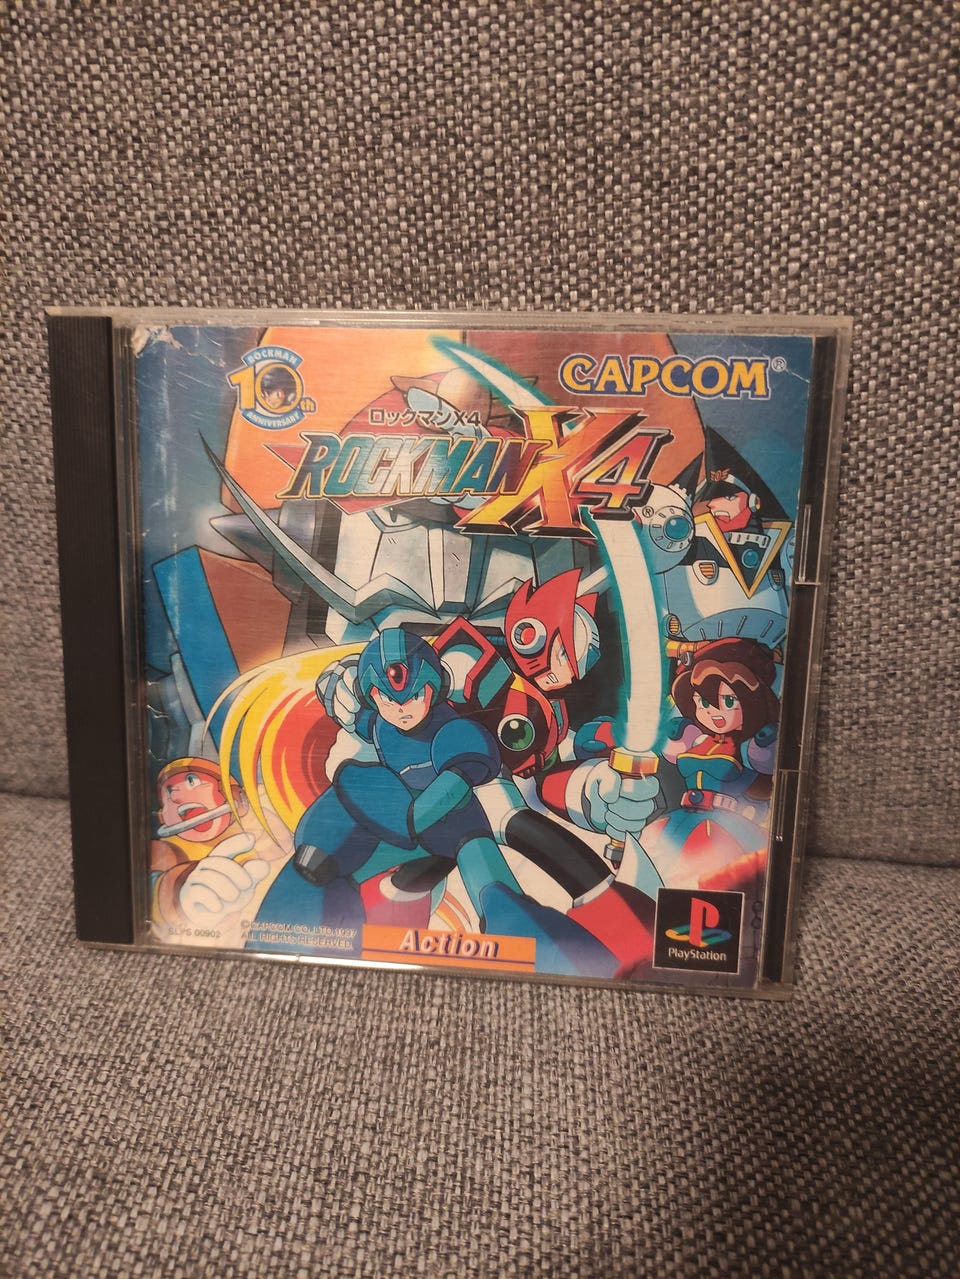 ROCKMAN
10th
ANNIVERSARY
CAPCOM®
ロックマンX4
ROCKMAN X4®
SLPS 00902
©CAPCOM CO., LTD. 1997
ALL RIGHTS RESERVED.
Action
PlayStation